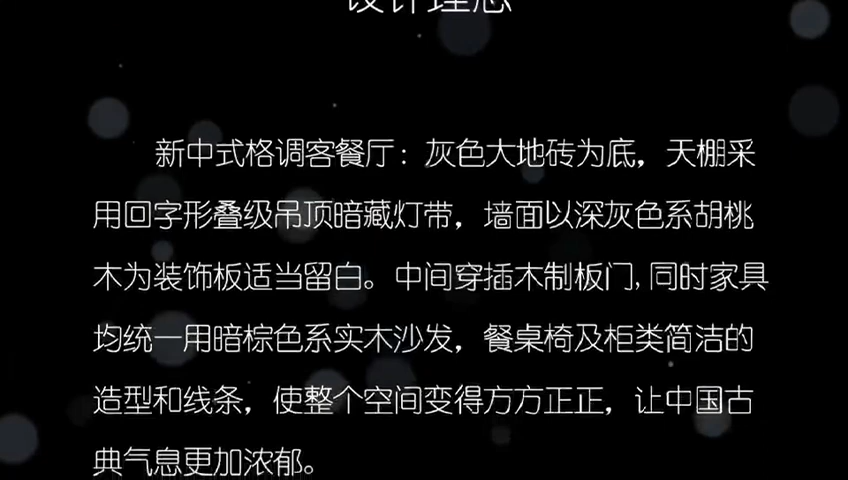 设计理念
新中式格调客餐厅：灰色大地砖为底，天棚采
用回字形叠级吊顶暗藏灯带，墙面以深灰色系胡桃
木为装饰板适当留白。中间穿插木制板门,同时家具
均统一用暗棕色系实木沙发，餐桌椅及柜类简洁的
造型和线条，使整个空间变得方方正正，让中国古
典气息更加浓郁。